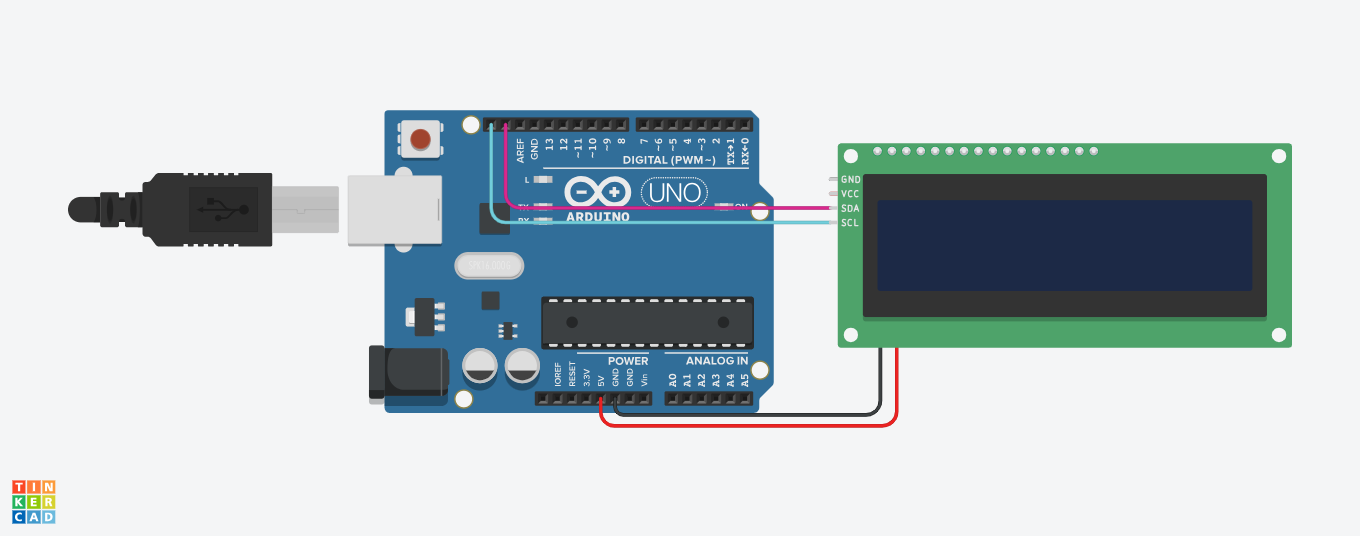 AREF
GND
13
12
~11
~10
~9
8
7
~6
~5
4
~3
2
TX→1
RX←0
DIGITAL (PWM~)
L
TX
RX
ON
UNO
ARDUINO
GND
VCC
SDA
SCL
POWER
ANALOG IN
IOREF
RESET
3.3V
5V
GND
GND
Vin
A0
A1
A2
A3
A4
A5
TIN
KER
CAD